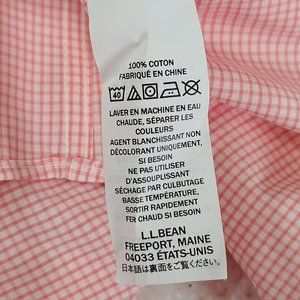 100% COTON
FABRIQUÉ EN CHINE
40
LAVER EN MACHINE EN EAU
CHAUDE, SÉPARER LES
COULEURS
AGENT BLANCHISSANT NON
DÉCOLORANT UNIQUEMENT,
SI BESOIN
NE PAS UTILISER
D'ASSOUPLISSANT
SÉCHAGE PAR CULBUTAGE
BASSE TEMPÉRATURE,
SORTIR RAPIDEMENT
FER CHAUD SI BESOIN
L.L.BEAN
FREEPORT, MAINE
04033 ÉTATS-UNIS
日本語は裏面をご覧ください。